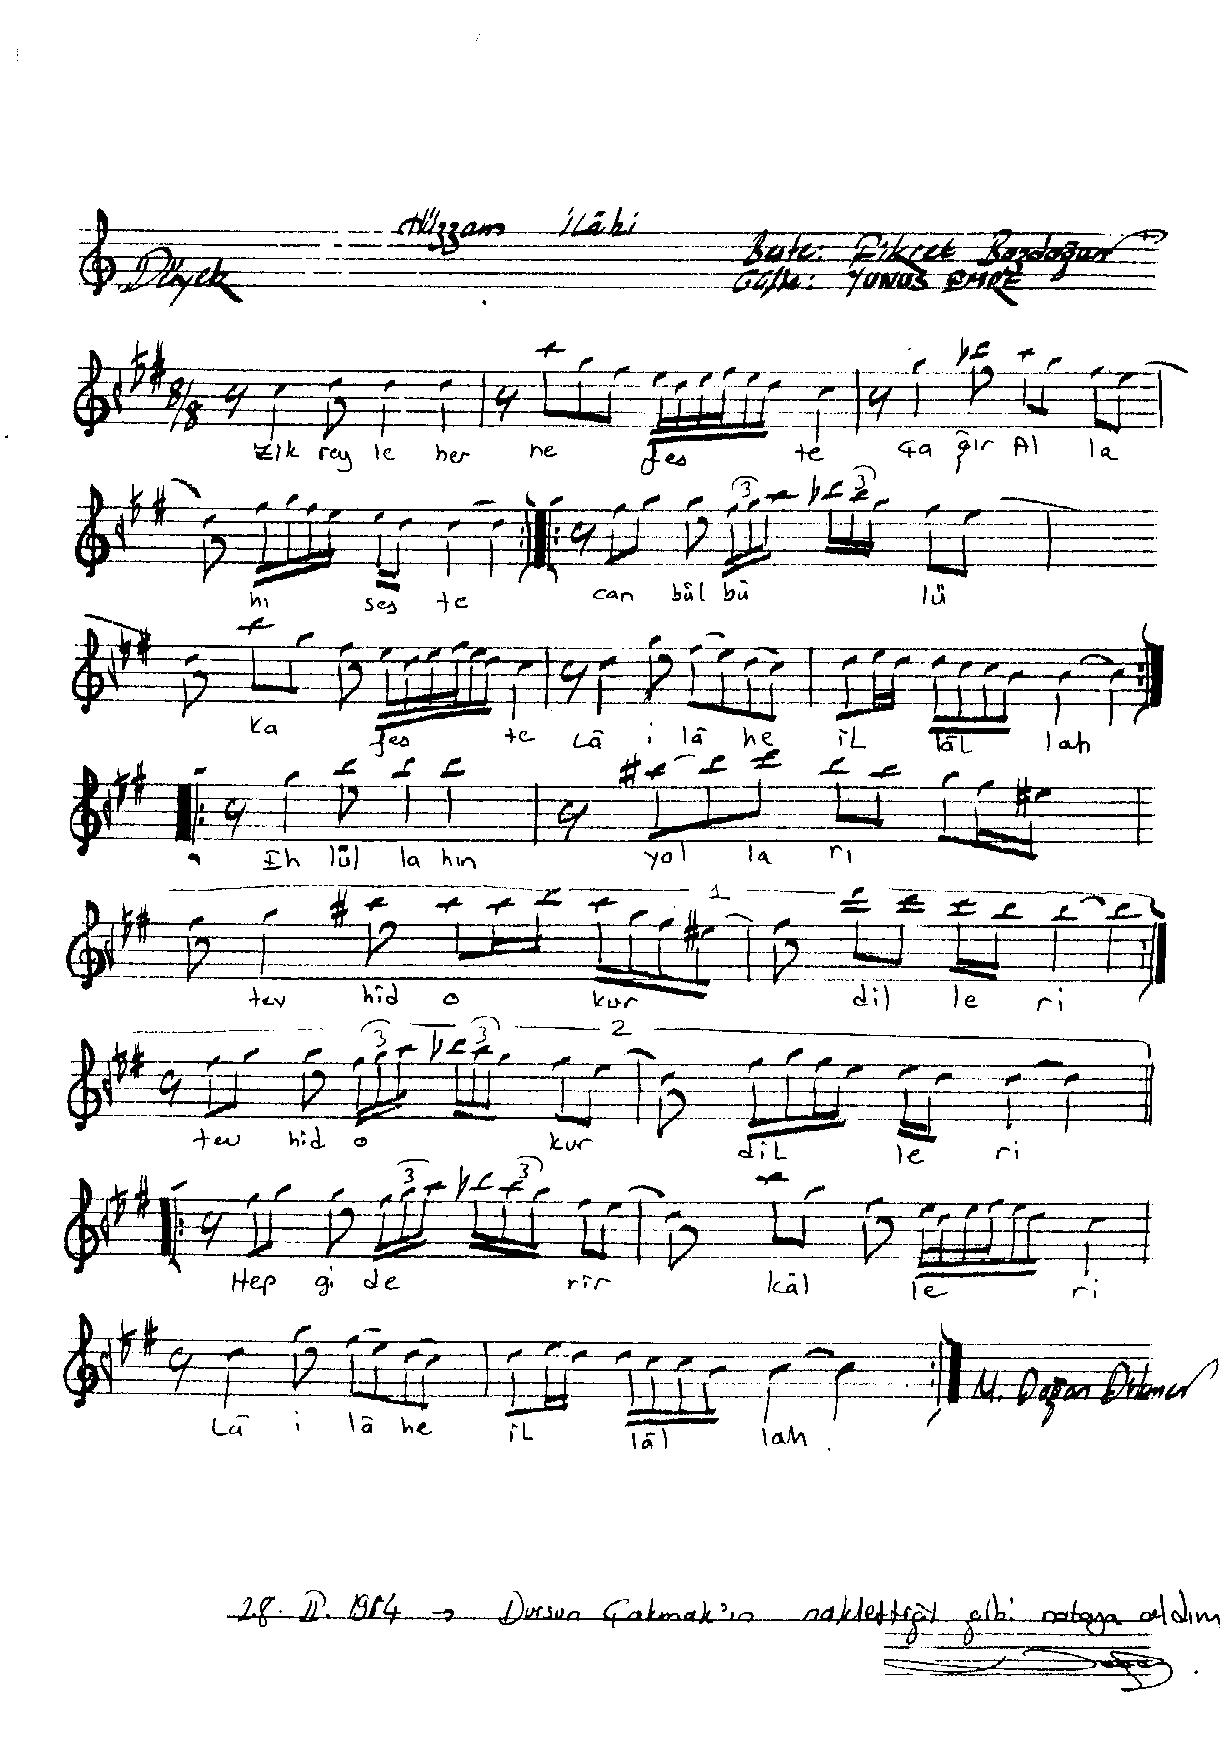 Hüzzam İlâhi
Beste: Fikret Bozdoğan
Düyek
Güfte: YUNUS EMRE
8/8
Zik rey le her ne fes te Ça ğır Al la
hı ses te can bül bü lü
3 3
ka fes te Lâ i lâ he il lâl lah
Eh lül la hın yol la rı
1
tev hid o kur dil le ri
3 3 2
tev hid o kur dil le ri
3 3
Hep gi de rir kâl le ri
M. Doğan
Lâ i lâ he il lâl lah
28. II. 1984 → Dursun Çakmak'ın naklettiği gibi notaya aldım